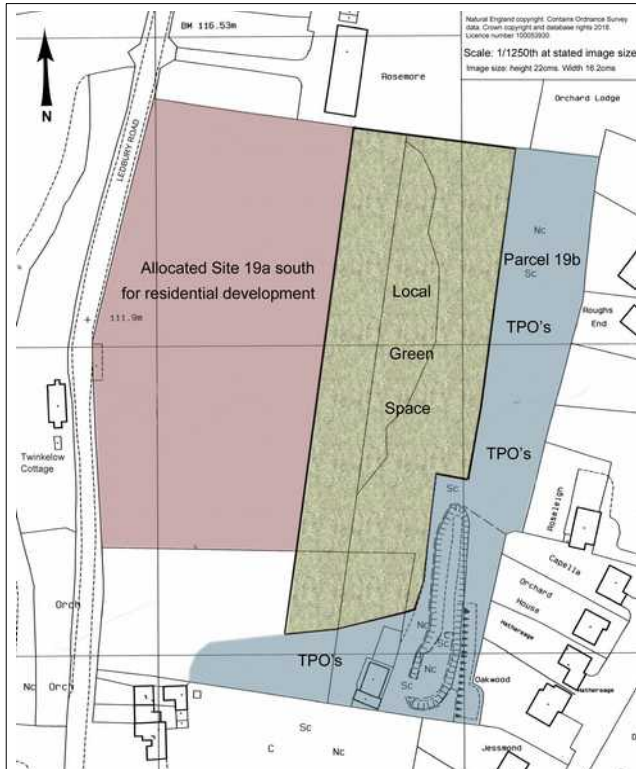 BM 116.53m
Natural England copyright. Contains Ordnance Survey
data. Crown copyright and database rights 2018.
Licence number 100053930
Scale: 1/1250th at stated image size
Image size: height 22cms. Width 16.2cms
Rosemore
Orchard Lodge
N
LEDBURY ROAD
Nc
Parcel 19b
Sc
Allocated Site 19a south
for residential development
Local
Green
Space
TPO's
Roughs
End
111.9m
Twinkelow
Cottage
TPO's
Sc
Roseleigh
Capella
Orchard
House
Hathersage
Orch
Nc
Sc
TPO's
Nc
Sc
Oakwood
Hathersage
Nc
Orch
Sc
C
Nc
Jessmond
D